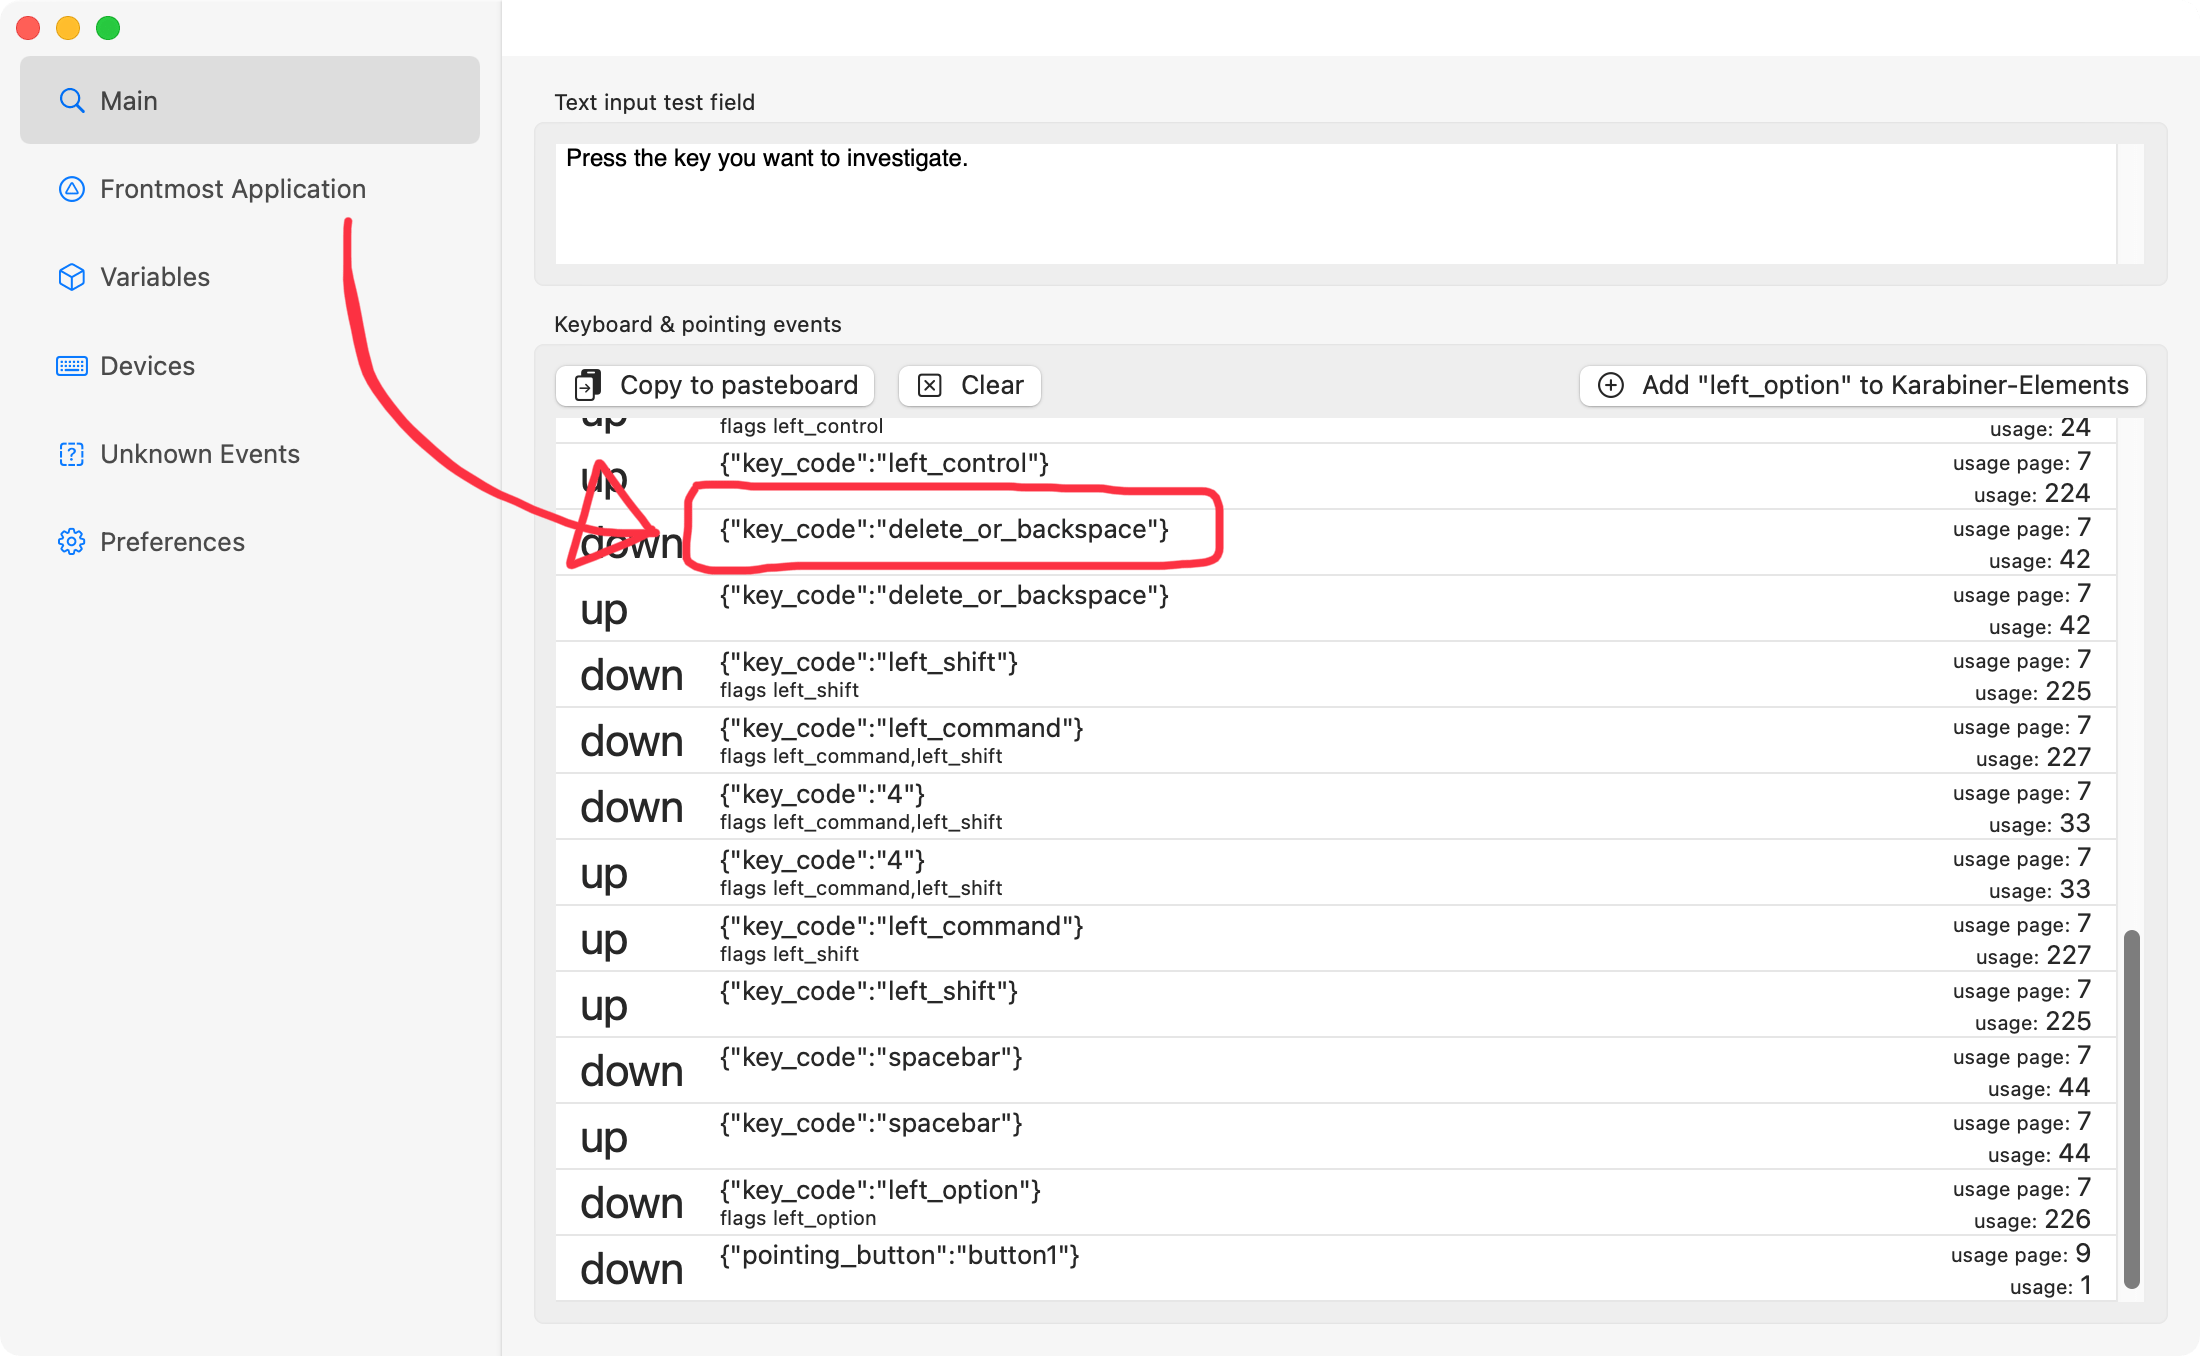 Main
Frontmost Application
Variables
Devices
Unknown Events
Preferences
Text input test field
Press the key you want to investigate.
Keyboard & pointing events
Copy to pasteboard
Clear
Add "left_option" to Karabiner-Elements
up
flags left_control
usage: 24
up {"key_code":"left_control"} usage page: 7
usage: 224
down {"key_code":"delete_or_backspace"} usage page: 7
usage: 42
up {"key_code":"delete_or_backspace"} usage page: 7
usage: 42
down {"key_code":"left_shift"} usage page: 7
flags left_shift usage: 225
down {"key_code":"left_command"} usage page: 7
flags left_command,left_shift usage: 227
down {"key_code":"4"} usage page: 7
flags left_command,left_shift usage: 33
up {"key_code":"4"} usage page: 7
flags left_command,left_shift usage: 33
up {"key_code":"left_command"} usage page: 7
flags left_shift usage: 227
up {"key_code":"left_shift"} usage page: 7
usage: 225
down {"key_code":"spacebar"} usage page: 7
usage: 44
up {"key_code":"spacebar"} usage page: 7
usage: 44
down {"key_code":"left_option"} usage page: 7
flags left_option usage: 226
down {"pointing_button":"button1"} usage page: 9
usage: 1